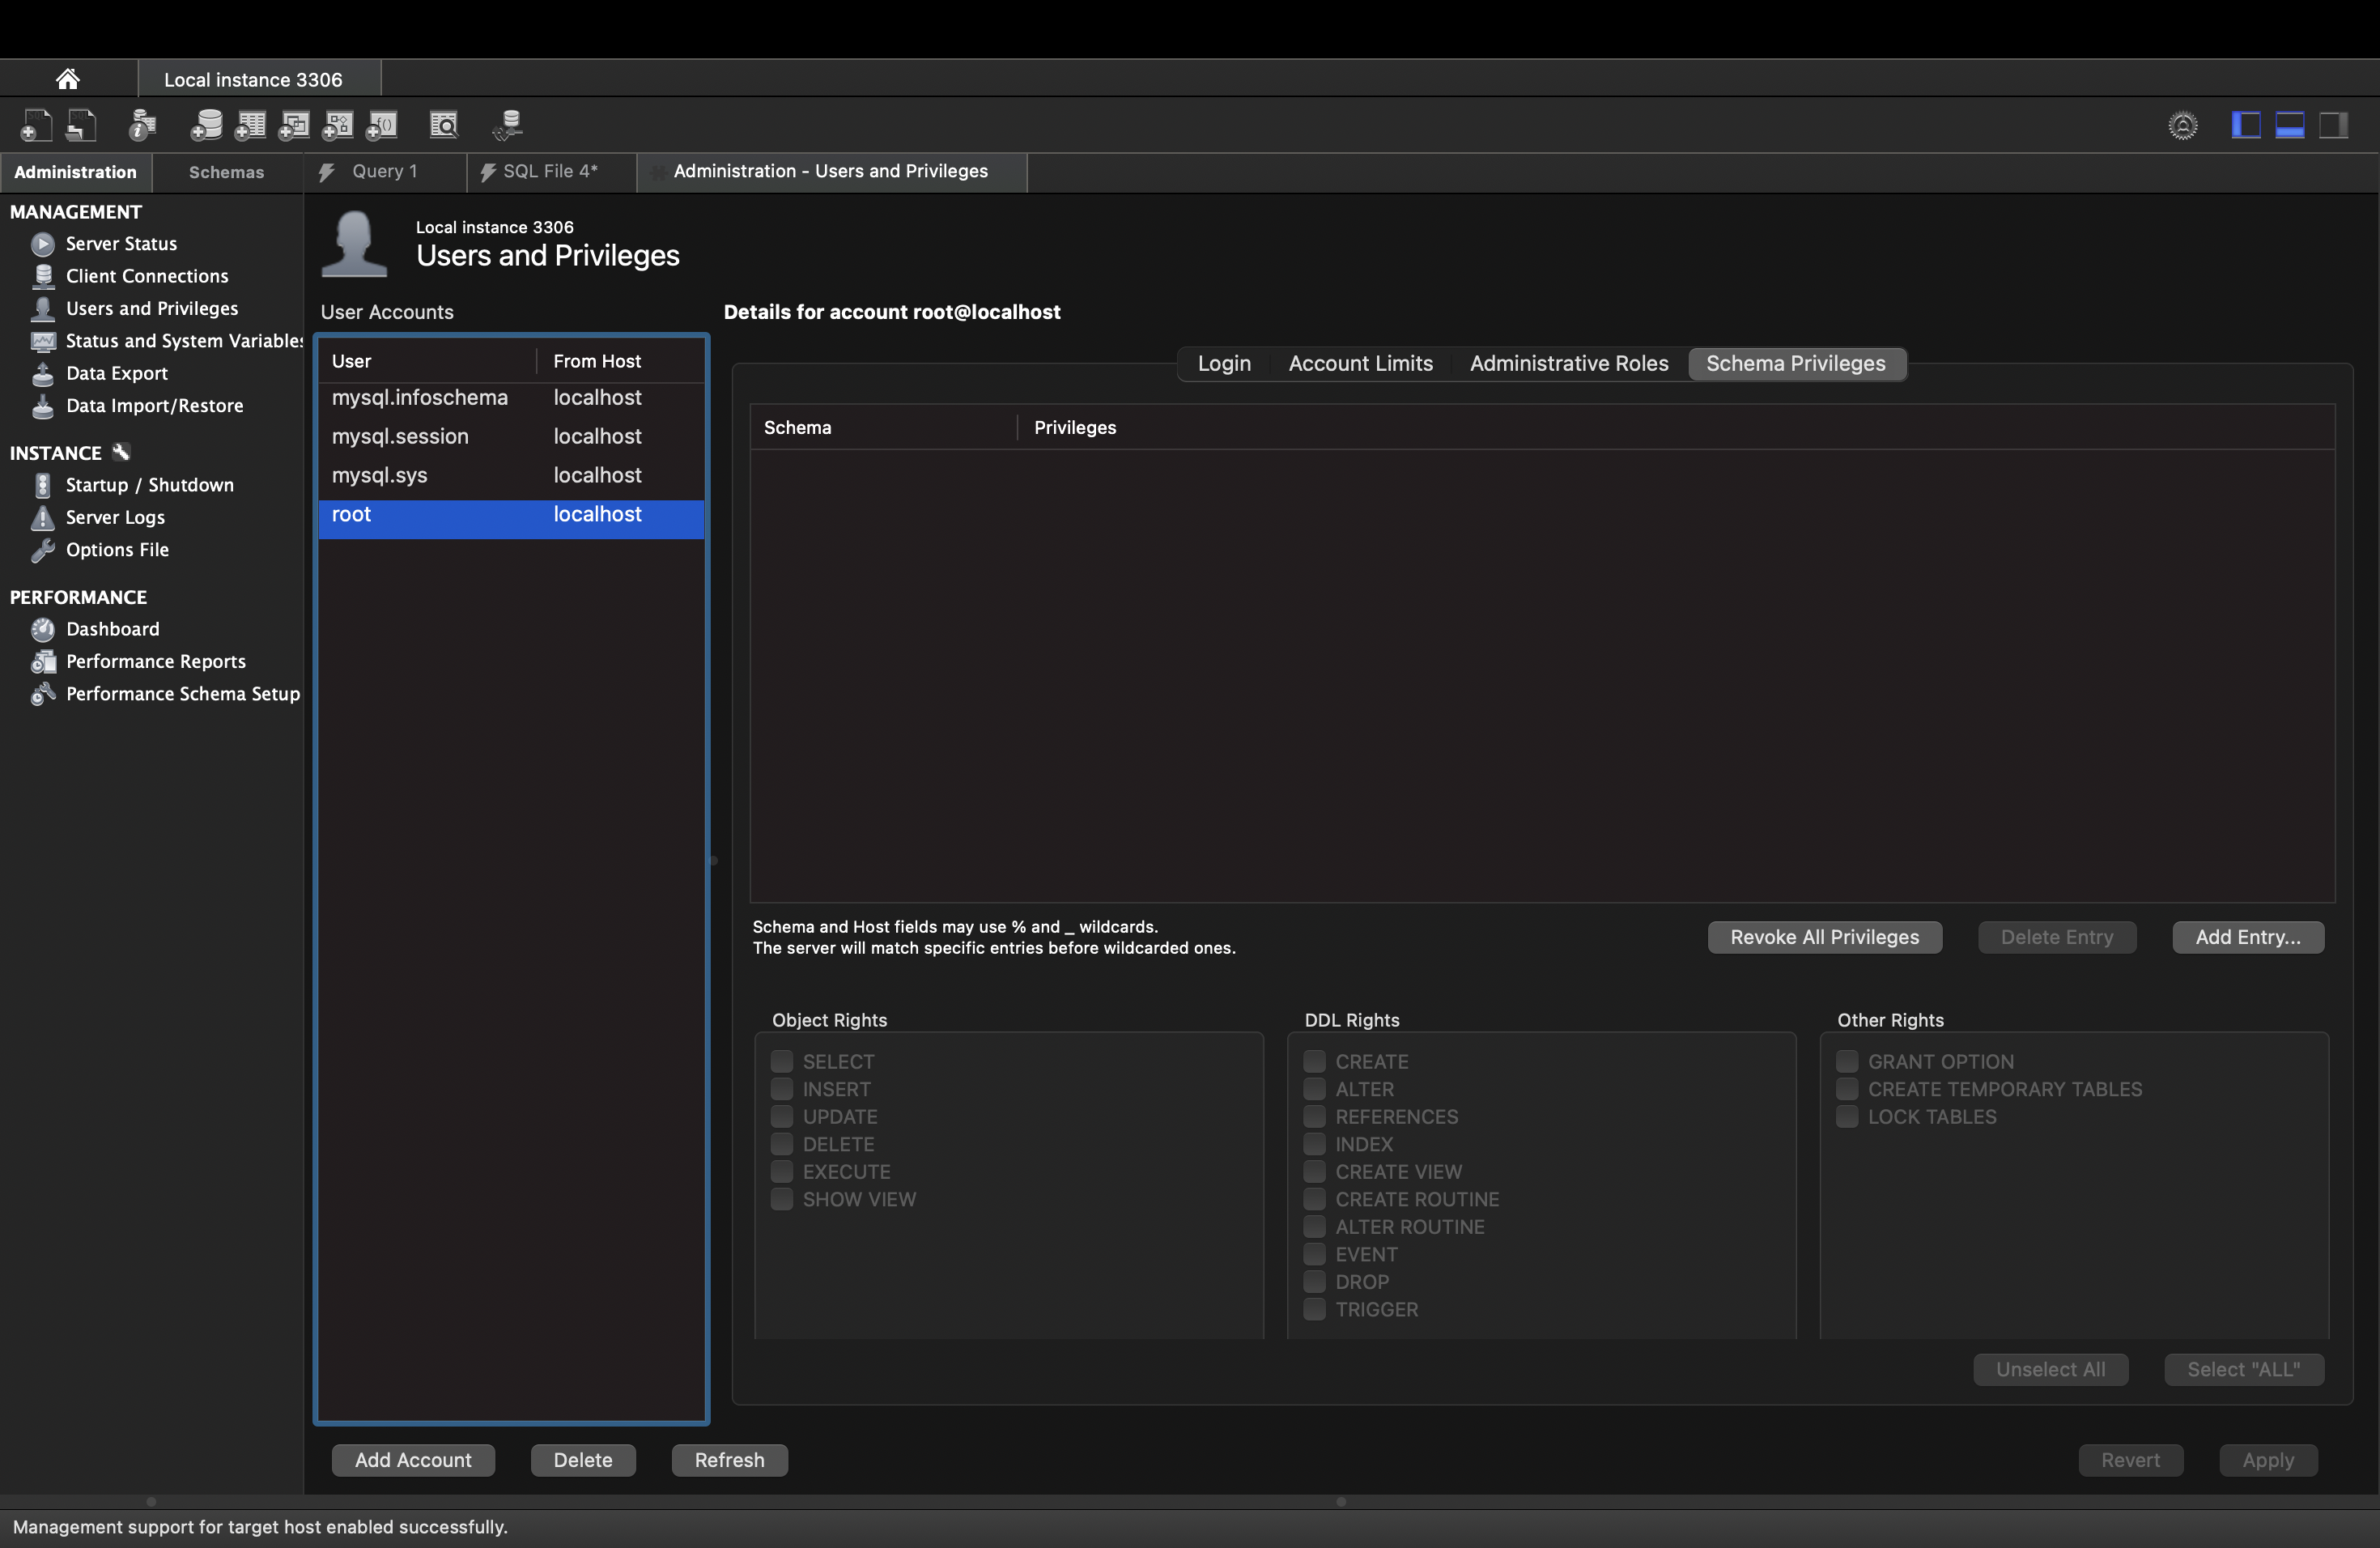 Local instance 3306
Administration
Schemas
Query 1
SQL File 4*
Administration - Users and Privileges
MANAGEMENT
Server Status
Client Connections
Users and Privileges
Status and System Variables
Data Export
Data Import/Restore
INSTANCE
Startup / Shutdown
Server Logs
Options File
PERFORMANCE
Dashboard
Performance Reports
Performance Schema Setup
Local instance 3306
Users and Privileges
User Accounts
User From Host
mysql.infoschema localhost
mysql.session localhost
mysql.sys localhost
root localhost
Add Account
Delete
Refresh
Details for account root@localhost
Login
Account Limits
Administrative Roles
Schema Privileges
Schema Privileges
Schema and Host fields may use % and _ wildcards.
The server will match specific entries before wildcarded ones.
Revoke All Privileges
Delete Entry
Add Entry...
Object Rights
SELECT
INSERT
UPDATE
DELETE
EXECUTE
SHOW VIEW
DDL Rights
CREATE
ALTER
REFERENCES
INDEX
CREATE VIEW
CREATE ROUTINE
ALTER ROUTINE
EVENT
DROP
TRIGGER
Other Rights
GRANT OPTION
CREATE TEMPORARY TABLES
LOCK TABLES
Unselect All
Select "ALL"
Revert
Apply
Management support for target host enabled successfully.